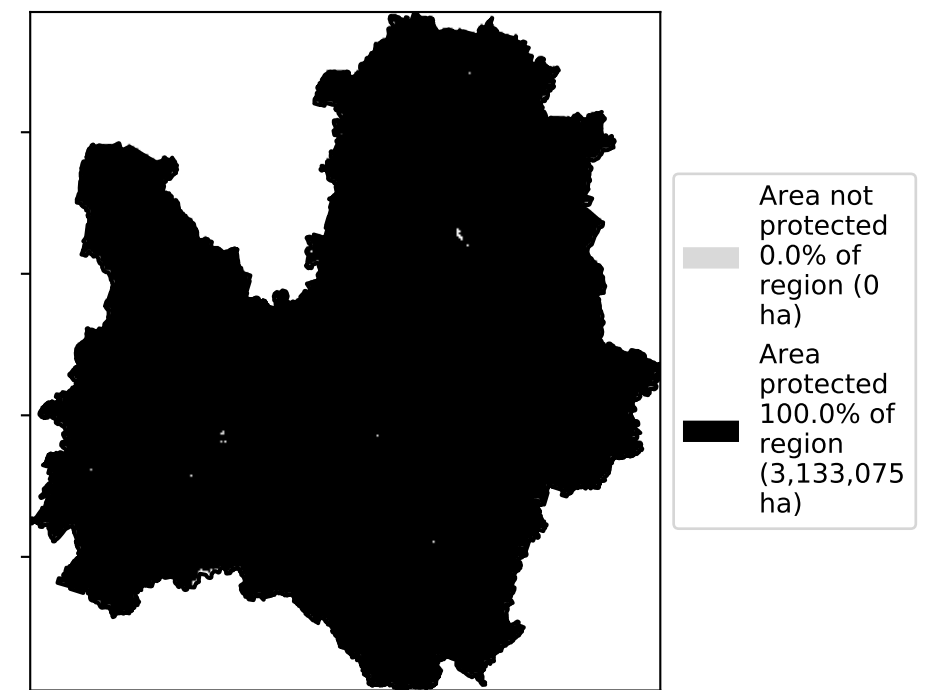 Area not
protected
0.0% of
region (0
ha)
Area
protected
100.0% of
region
(3,133,075
ha)